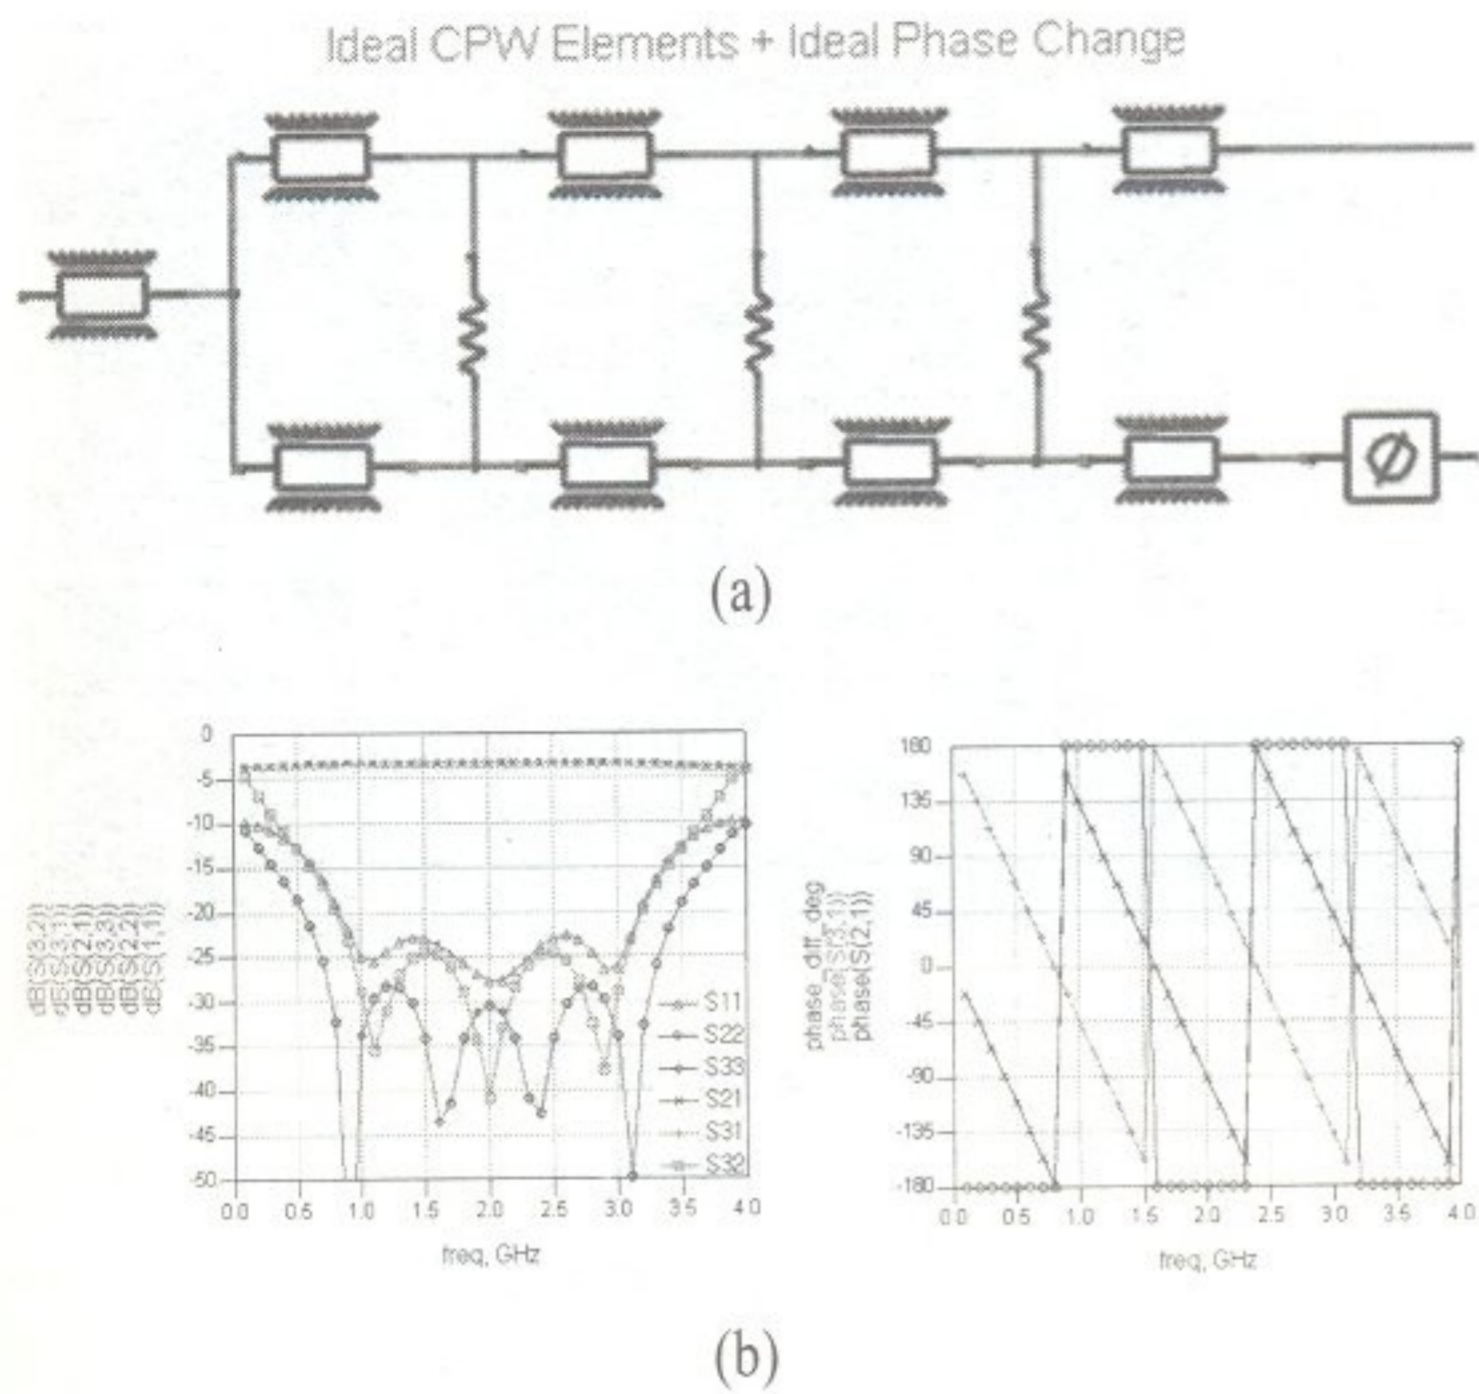 Ideal CPW Elements + Ideal Phase Change
Ø
(a)
0
-5
-10
-15
-20
-25
-30
-35
-40
-45
-50
dB(S(3,2))
dB(S(3,1))
dB(S(2,1))
dB(S(3,3))
dB(S(2,2))
dB(S(1,1))
S11
S22
S33
S21
S31
S32
0.0 0.5 1.0 1.5 2.0 2.5 3.0 3.5 4.0
freq, GHz
180
135
90
45
0
-45
-90
-135
-180
phase_diff_deg
phase(S(3,1))
phase(S(2,1))
0.0 0.5 1.0 1.5 2.0 2.5 3.0 3.5 4.0
freq, GHz
(b)